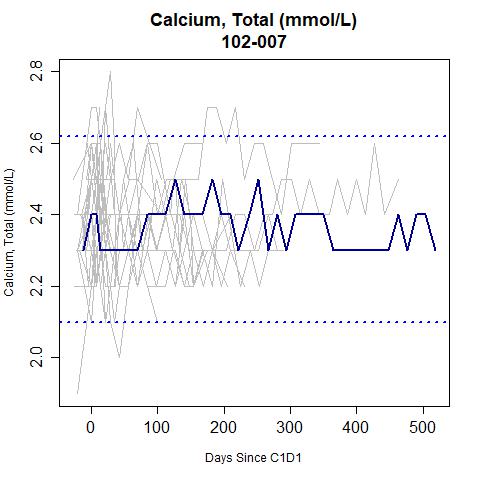 Calcium, Total (mmol/L)
102-007
2.8
2.6
2.4
2.2
2.0
Calcium, Total (mmol/L)
0 100 200 300 400 500
Days Since C1D1